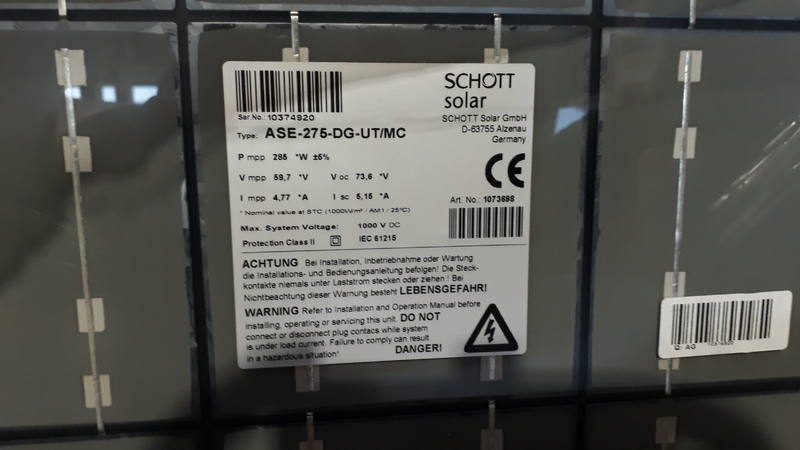 SCHOTT
solar
Ser.No.: 10374920
SCHOTT Solar GmbH
D-63755 Alzenau
Germany
Type: ASE-275-DG-UT/MC
P mpp 285 *W ±5%
V mpp 59,7 *V V oc 73,6 *V
I mpp 4,77 *A I sc 5,15 *A
* Nominal value at STC (1000W/m² / AM1 / 25°C)
CE
Art. No.: 1073698
Max. System Voltage: 1000 V DC
Protection Class II IEC 61215
ACHTUNG Bei Installation, Inbetriebnahme oder Wartung
die Installations- und Bedienungsanleitung befolgen! Die Steck-
kontakte niemals unter Laststrom stecken oder ziehen! Bei
Nichtbeachtung dieser Warnung besteht LEBENSGEFAHR!
WARNING Refer to Installation and Operation Manual before
installing, operating or servicing this unit. DO NOT
connect or disconnect plug contacs while system
is under load current. Failure to comply can result
in a hazardous situation! DANGER!
Q: AG 10374920